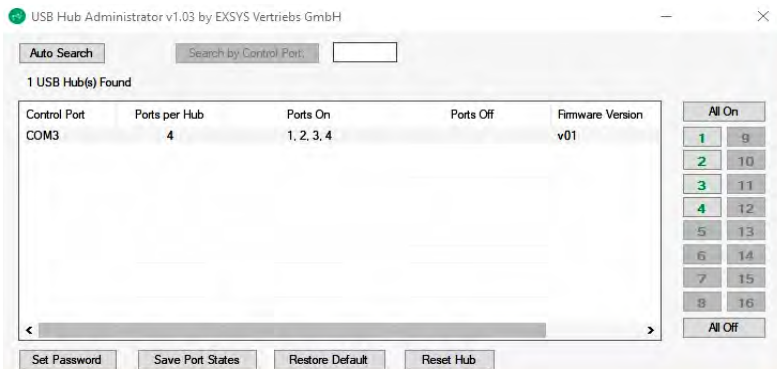 USB Hub Administrator v1.03 by EXSYS Vertriebs GmbH
Auto Search Search by Control Port:
1 USB Hub(s) Found
Control Port Ports per Hub Ports On Ports Off Firmware Version
COM3 4 1, 2, 3, 4 v01
All On
1 9
2 10
3 11
4 12
5 13
6 14
7 15
8 16
All Off
Set Password Save Port States Restore Default Reset Hub